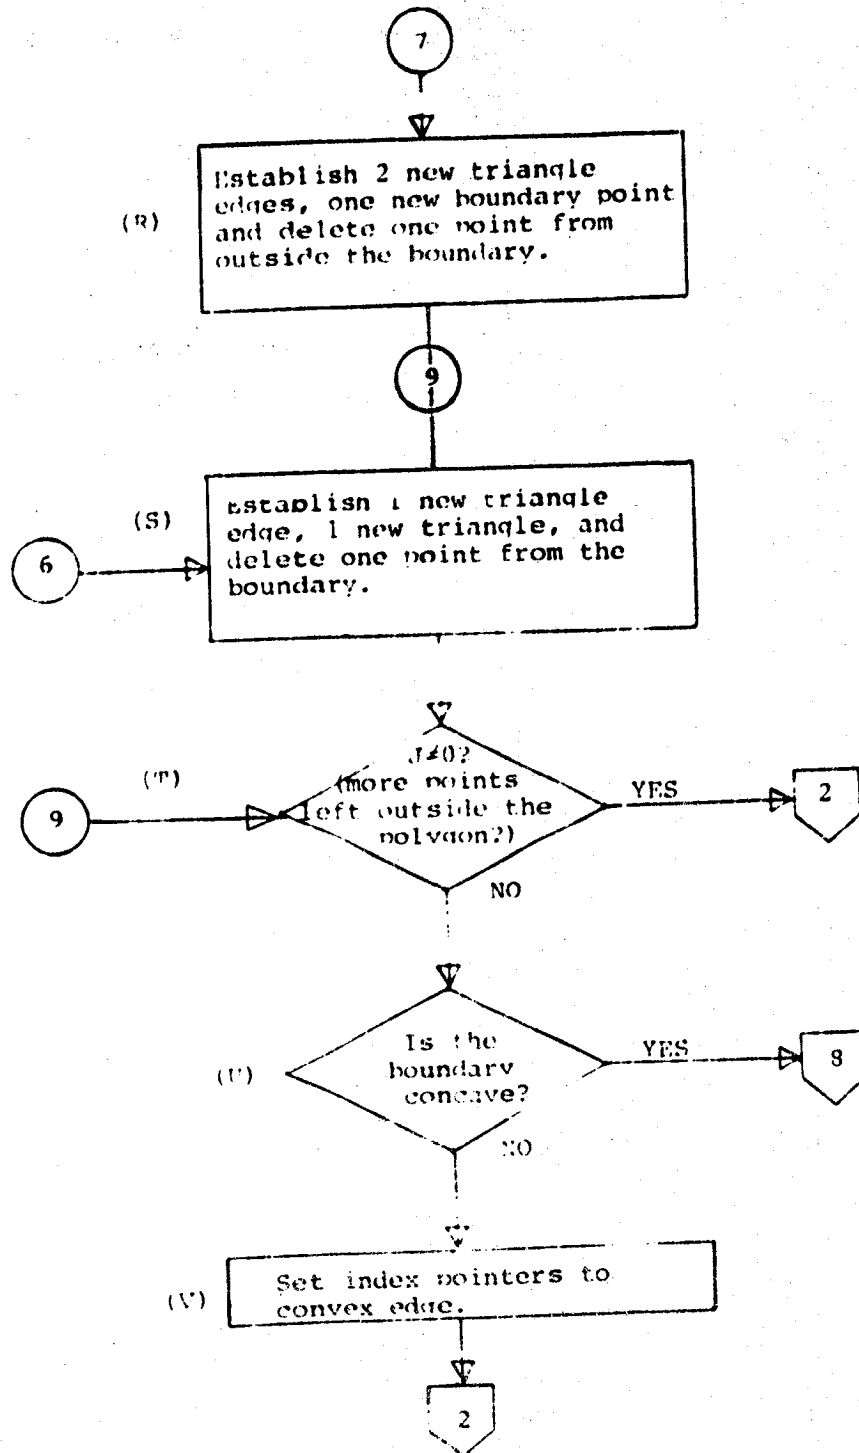 7
(R)
Establish 2 new triangle
edges, one new boundary point
and delete one point from
outside the boundary.
9
(S)
Establish 1 new triangle
edge, 1 new triangle, and
delete one point from the
boundary.
6
(T)
J≠0?
(more points
left outside the
polygon?)
YES
2
9
NO
(U)
Is the
boundary
concave?
YES
8
NO
(V)
Set index pointers to
convex edge.
2